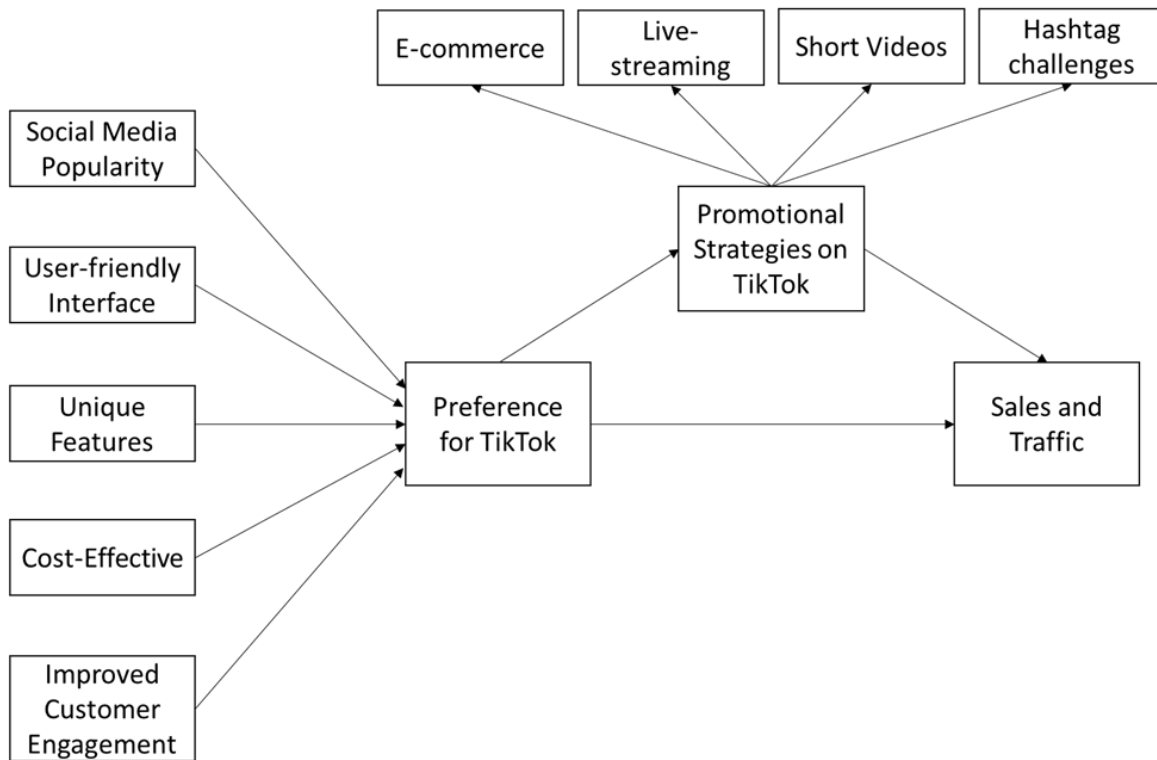 E-commerce
Live-
streaming
Short Videos
Hashtag
challenges
Social Media
Popularity
Promotional
Strategies on
TikTok
User-friendly
Interface
Unique
Features
Preference
for TikTok
Sales and
Traffic
Cost-Effective
Improved
Customer
Engagement